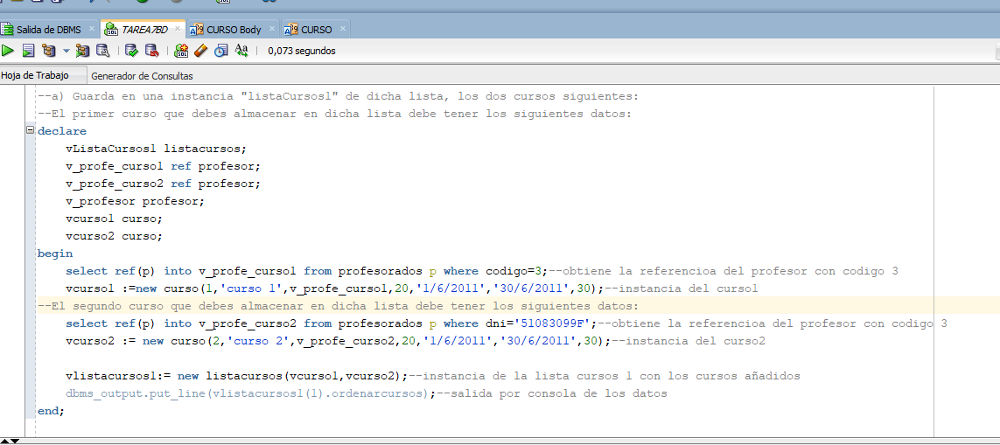 Salida de DBMS
TAREA7BD
CURSO Body
CURSO
0,073 segundos
Hoja de Trabajo
Generador de Consultas
--a) Guarda en una instancia "listaCursos1" de dicha lista, los dos cursos siguientes:
--El primer curso que debes almacenar en dicha lista debe tener los siguientes datos:
declare
    vListaCursos1 listacursos;
    v_profe_curso1 ref profesor;
    v_profe_curso2 ref profesor;
    v_profesor profesor;
    vcurso1 curso;
    vcurso2 curso;
begin
    select ref(p) into v_profe_curso1 from profesorados p where codigo=3;--obtiene la referencioa del profesor con codigo 3
    vcurso1 :=new curso(1,'curso 1',v_profe_curso1,20,'1/6/2011','30/6/2011',30);--instancia del curso1
--El segundo curso que debes almacenar en dicha lista debe tener los siguientes datos:
    select ref(p) into v_profe_curso2 from profesorados p where dni='51083099F';--obtiene la referencioa del profesor con codigo 3
    vcurso2 := new curso(2,'curso 2',v_profe_curso2,20,'1/6/2011','30/6/2011',30);--instancia del curso2
    vlistacursos1:= new listacursos(vcurso1,vcurso2);--instancia de la lista cursos 1 con los cursos añadidos
    dbms_output.put_line(vlistacursos1(1).ordenarcursos);--salida por consola de los datos
end;